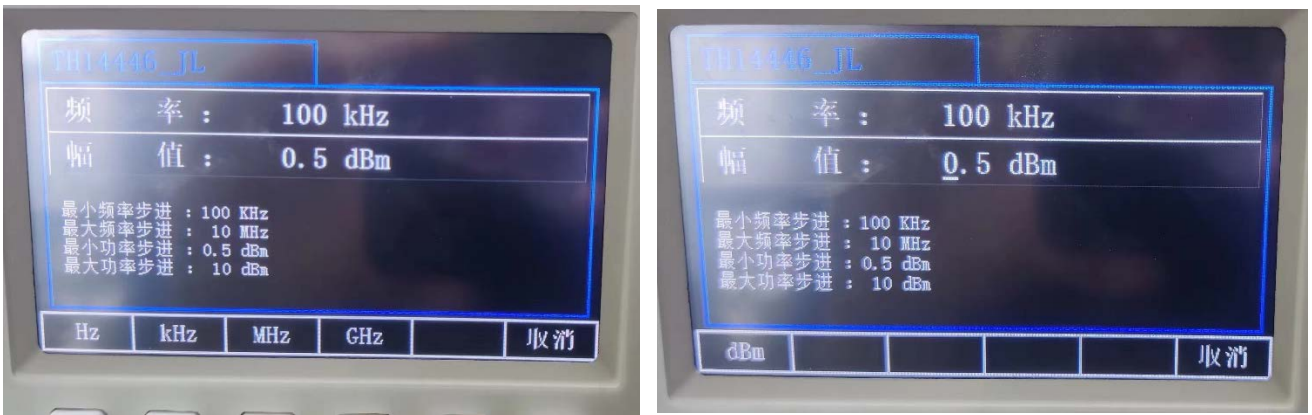 TH14446_JL
频 率 : 100 kHz
幅 值 : 0.5 dBm
最小频率步进 : 100 KHz
最大频率步进 : 10 MHz
最小功率步进 : 0.5 dBm
最大功率步进 : 10 dBm
Hz kHz MHz GHz 取消
TH14446_JL
频 率 : 100 kHz
幅 值 : 0.5 dBm
最小频率步进 : 100 KHz
最大频率步进 : 10 MHz
最小功率步进 : 0.5 dBm
最大功率步进 : 10 dBm
dBm 取消